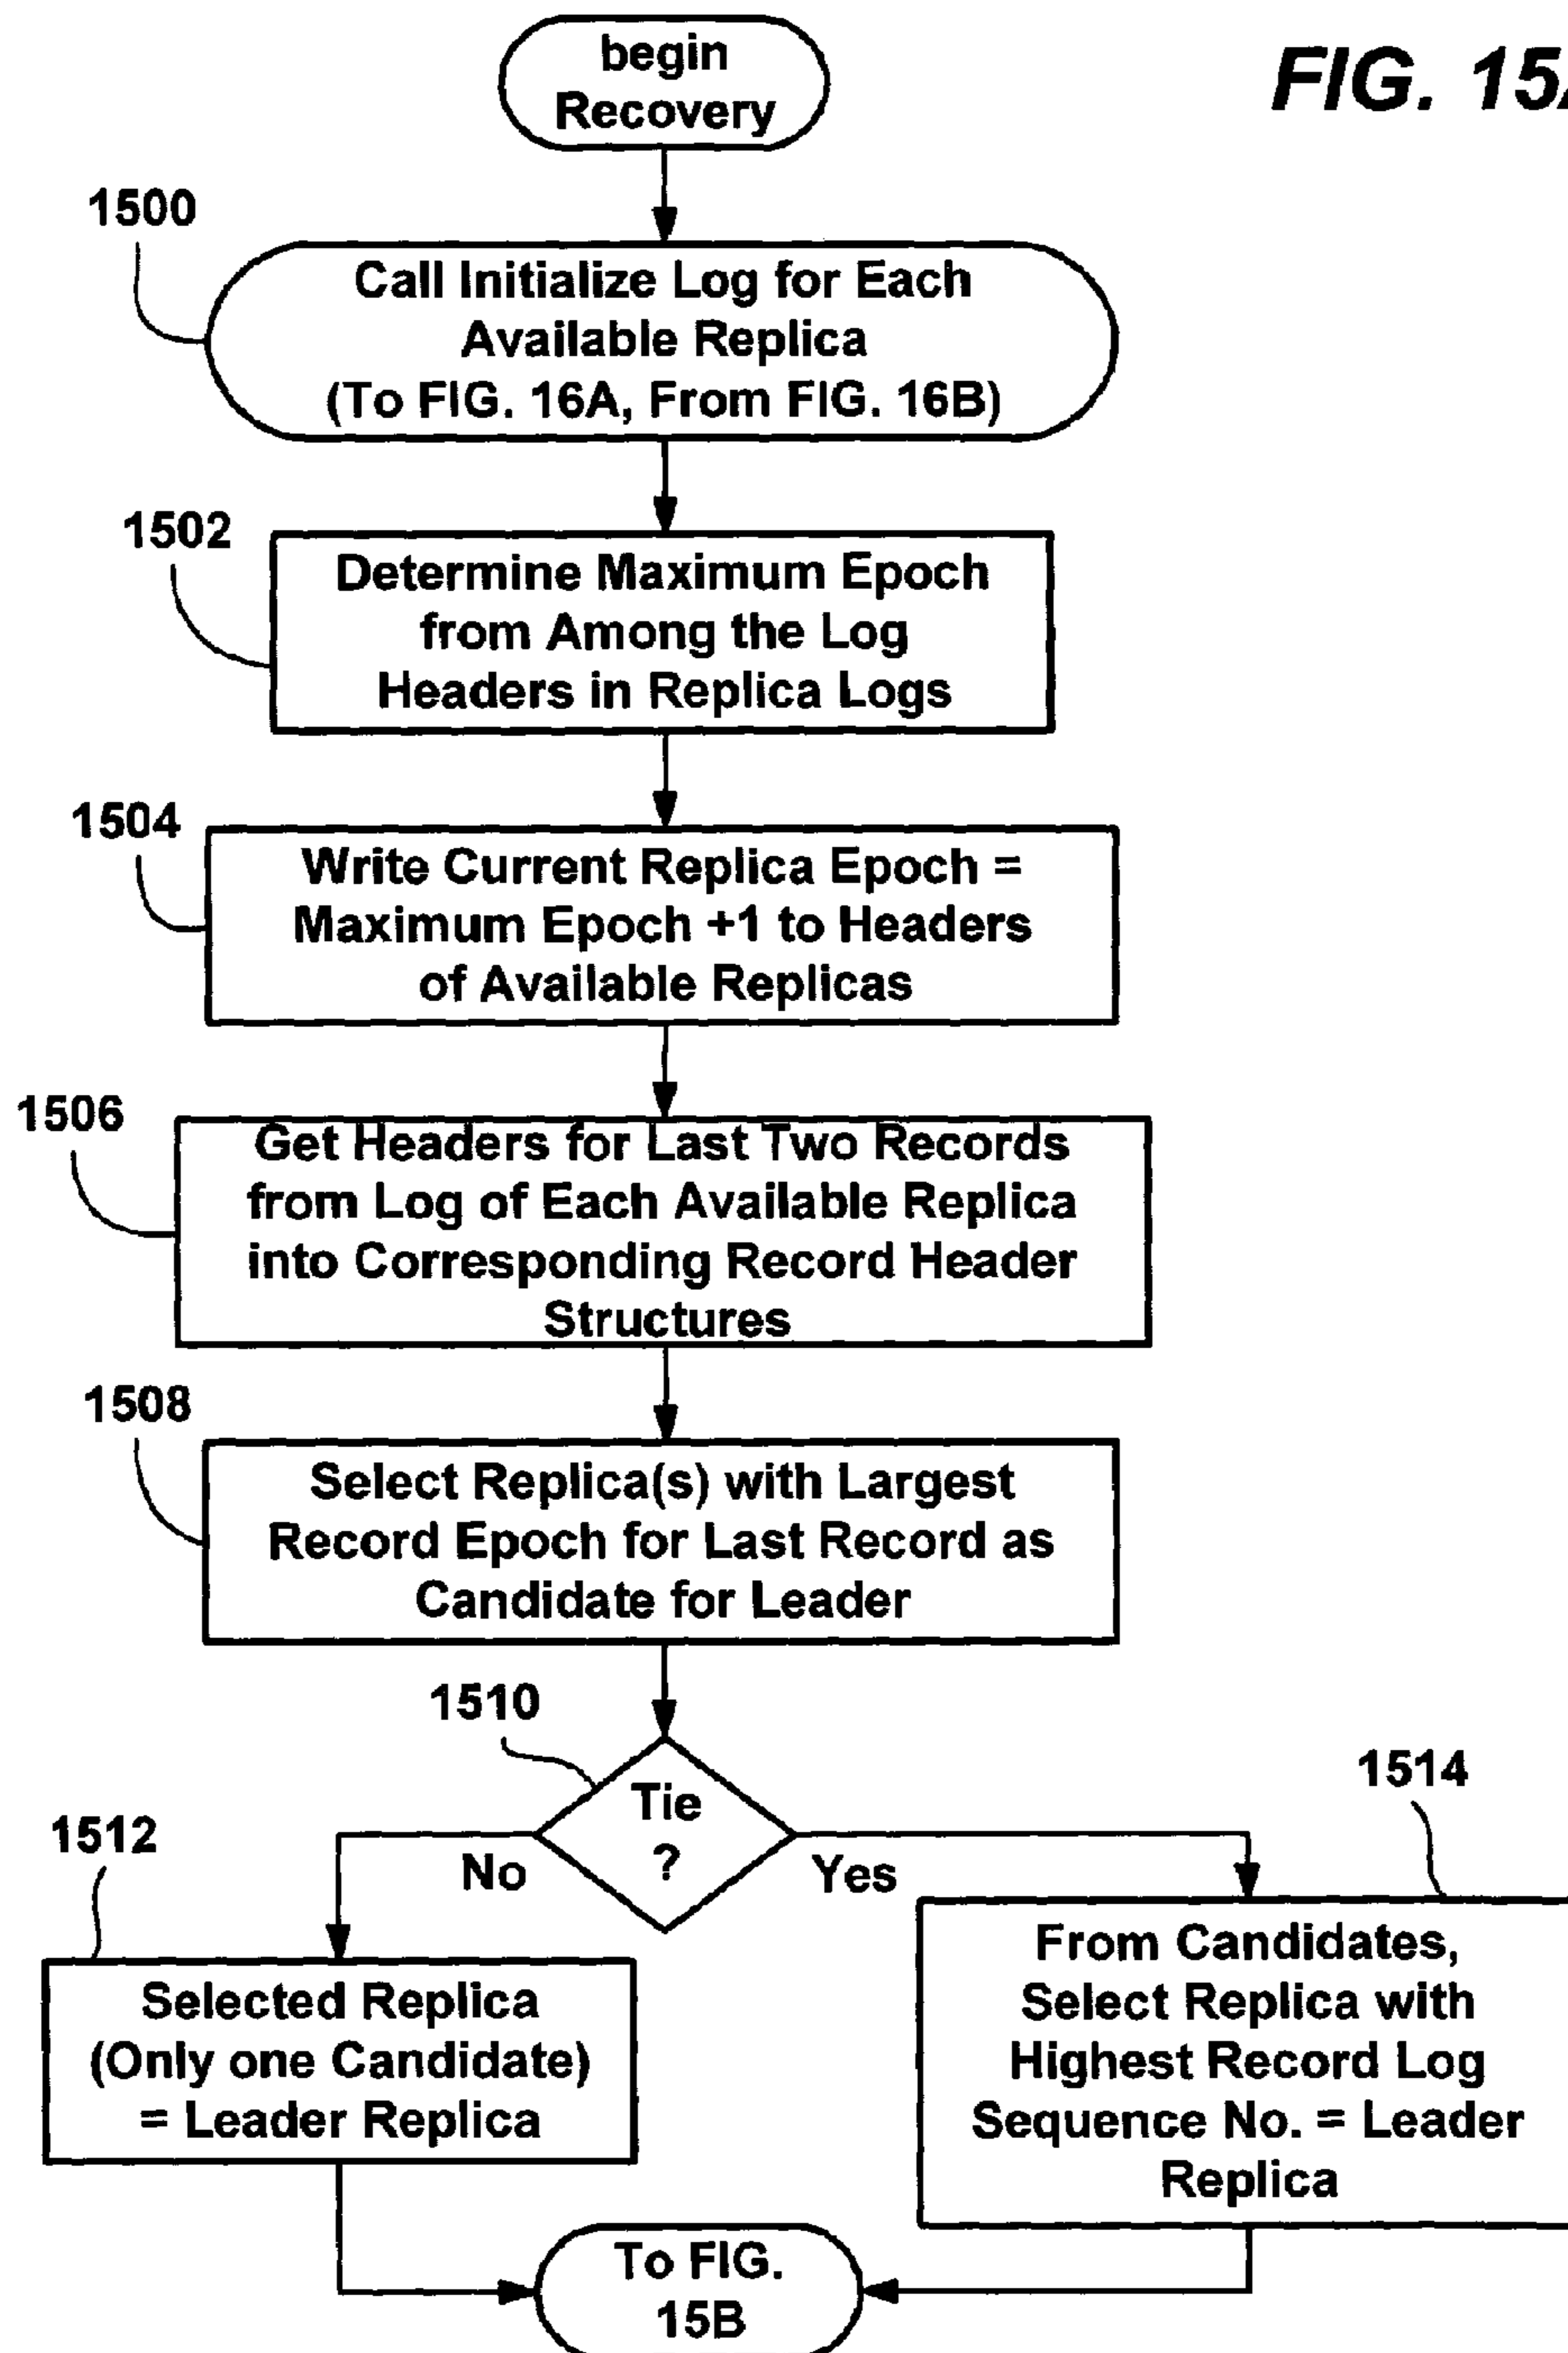 begin
Recovery
FIG. 15A
1500
Call Initialize Log for Each
Available Replica
(To FIG. 16A, From FIG. 16B)
1502
Determine Maximum Epoch
from Among the Log
Headers in Replica Logs
1504
Write Current Replica Epoch =
Maximum Epoch +1 to Headers
of Available Replicas
1506
Get Headers for Last Two Records
from Log of Each Available Replica
into Corresponding Record Header
Structures
1508
Select Replica(s) with Largest
Record Epoch for Last Record as
Candidate for Leader
1510
Tie
?
No
Yes
1512
Selected Replica
(Only one Candidate)
= Leader Replica
1514
From Candidates,
Select Replica with
Highest Record Log
Sequence No. = Leader
Replica
To FIG.
15B